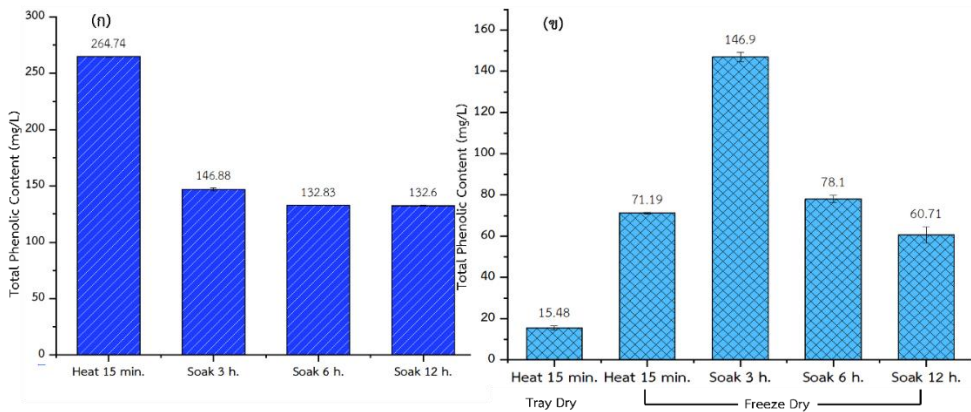 (ก)
Total Phenolic Content (mg/L)
300
250
200
150
100
50
0
264.74
146.88
132.83
132.6
Heat 15 min.
Soak 3 h.
Soak 6 h.
Soak 12 h.
(ข)
Total Phenolic Content (mg/L)
160
140
120
100
80
60
40
20
0
15.48
71.19
146.9
78.1
60.71
Heat 15 min.
Heat 15 min.
Soak 3 h.
Soak 6 h.
Soak 12 h.
Tray Dry
Freeze Dry